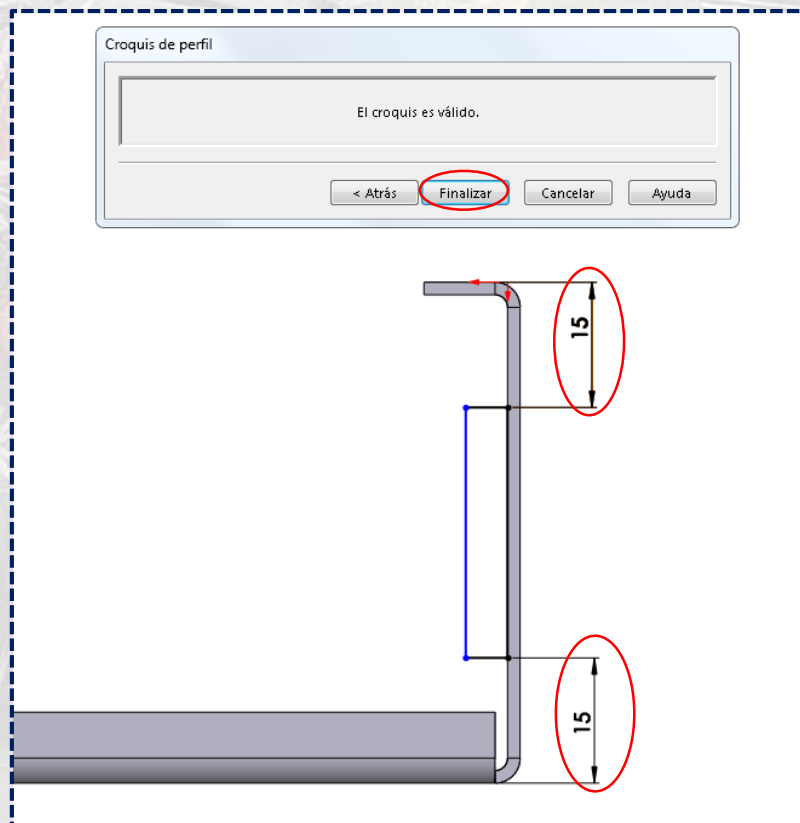 Croquis de perfil
El croquis es válido.
< Atrás Finalizar Cancelar Ayuda
15
15